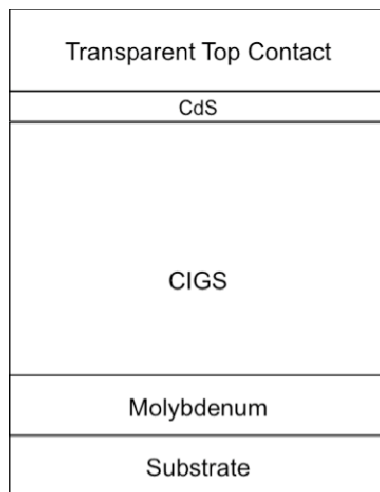 Transparent Top Contact
CdS
CIGS
Molybdenum
Substrate